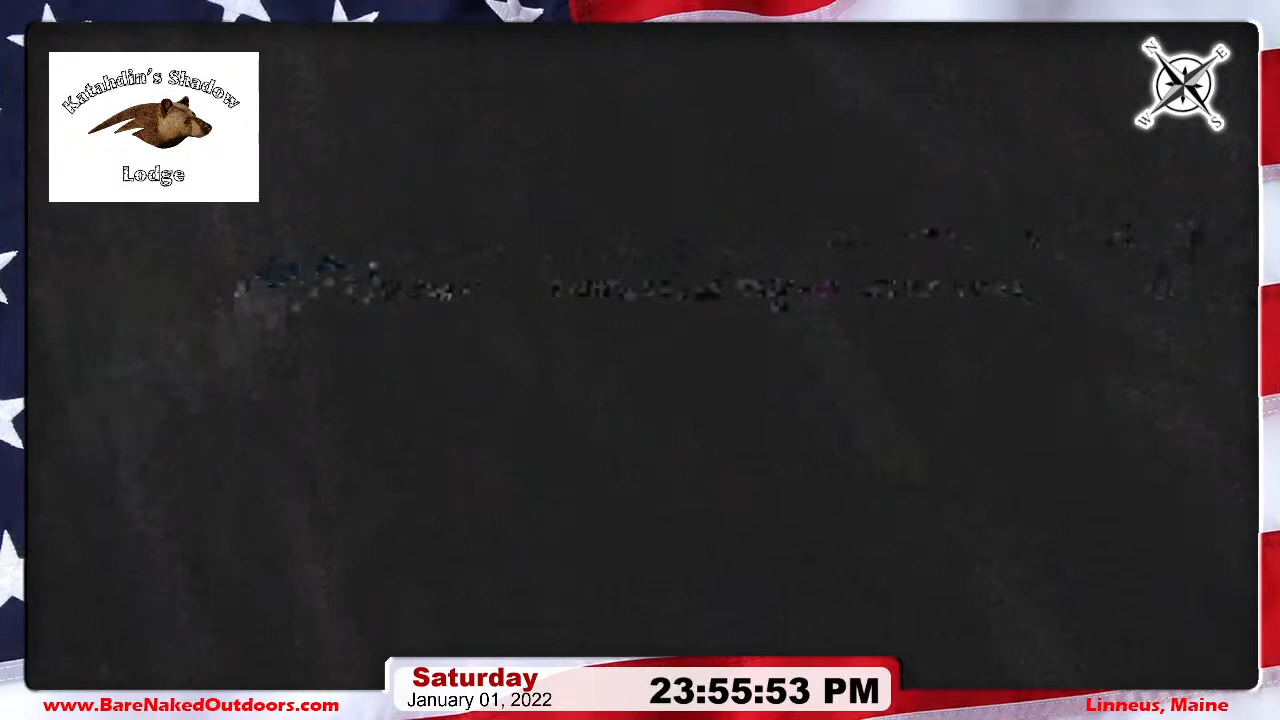 Katahdin's Shadow
Lodge
N
E
W
S
Saturday
January 01, 2022
23:55:53 PM
www.BareNakedOutdoors.com
Linneus, Maine